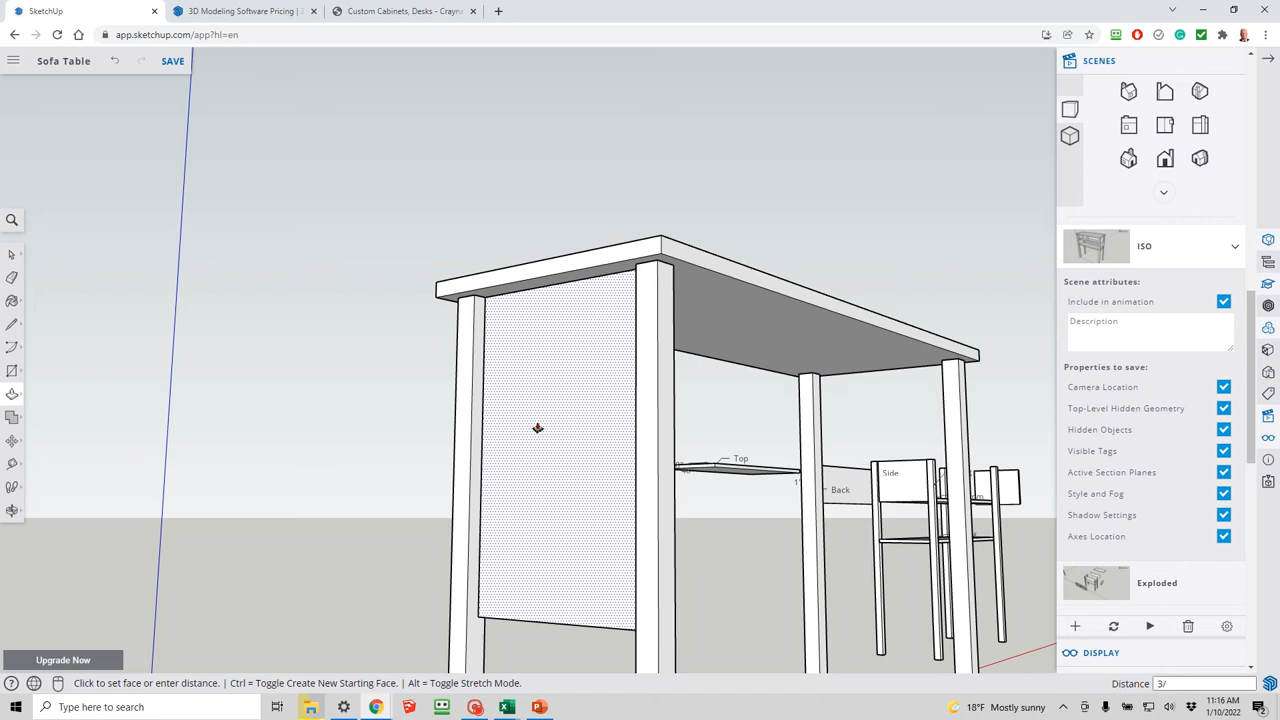 SketchUp
3D Modeling Software Pricing | 3
Custom Cabinets, Desks - Crayne
app.sketchup.com/app?hl=en
Sofa Table
SAVE
SCENES
ISO
Scene attributes:
Include in animation
Description
Properties to save:
Camera Location
Top-Level Hidden Geometry
Hidden Objects
Visible Tags
Active Section Planes
Style and Fog
Shadow Settings
Axes Location
Exploded
DISPLAY
Top
Side
Back
Upgrade Now
Click to set face or enter distance. | Ctrl = Toggle Create New Starting Face. | Alt = Toggle Stretch Mode.
Distance 3/
Type here to search
18°F Mostly sunny
11:16 AM
1/10/2022